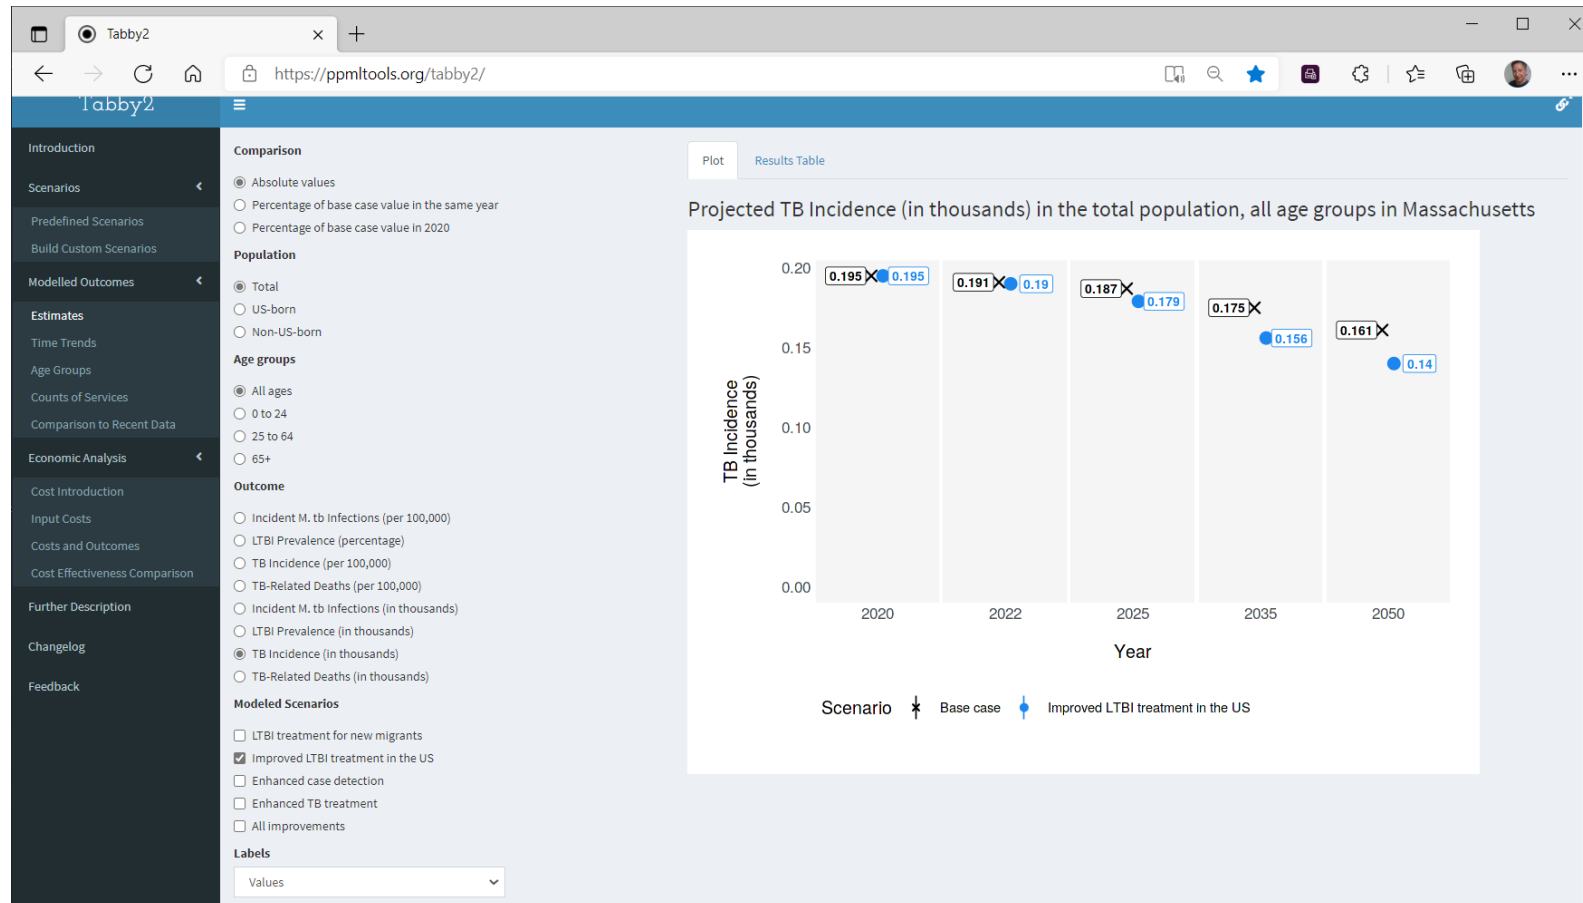 Tabby2
https://ppmltools.org/tabby2/
Tabby2
Introduction
Scenarios
Predefined Scenarios
Build Custom Scenarios
Modelled Outcomes
Estimates
Time Trends
Age Groups
Counts of Services
Comparison to Recent Data
Economic Analysis
Cost Introduction
Input Costs
Costs and Outcomes
Cost Effectiveness Comparison
Further Description
Changelog
Feedback
Comparison
Absolute values
Percentage of base case value in the same year
Percentage of base case value in 2020
Population
Total
US-born
Non-US-born
Age groups
All ages
0 to 24
25 to 64
65+
Outcome
Incident M. tb Infections (per 100,000)
LTBI Prevalence (percentage)
TB Incidence (per 100,000)
TB-Related Deaths (per 100,000)
Incident M. tb Infections (in thousands)
LTBI Prevalence (in thousands)
TB Incidence (in thousands)
TB-Related Deaths (in thousands)
Modeled Scenarios
LTBI treatment for new migrants
Improved LTBI treatment in the US
Enhanced case detection
Enhanced TB treatment
All improvements
Labels
Values
Plot Results Table
Projected TB Incidence (in thousands) in the total population, all age groups in Massachusetts
TB Incidence
(in thousands)
0.20
0.15
0.10
0.05
0.00
0.195 0.195
0.191 0.19
0.187 0.179
0.175 0.156
0.161 0.14
2020 2022 2025 2035 2050
Year
Scenario Base case Improved LTBI treatment in the US